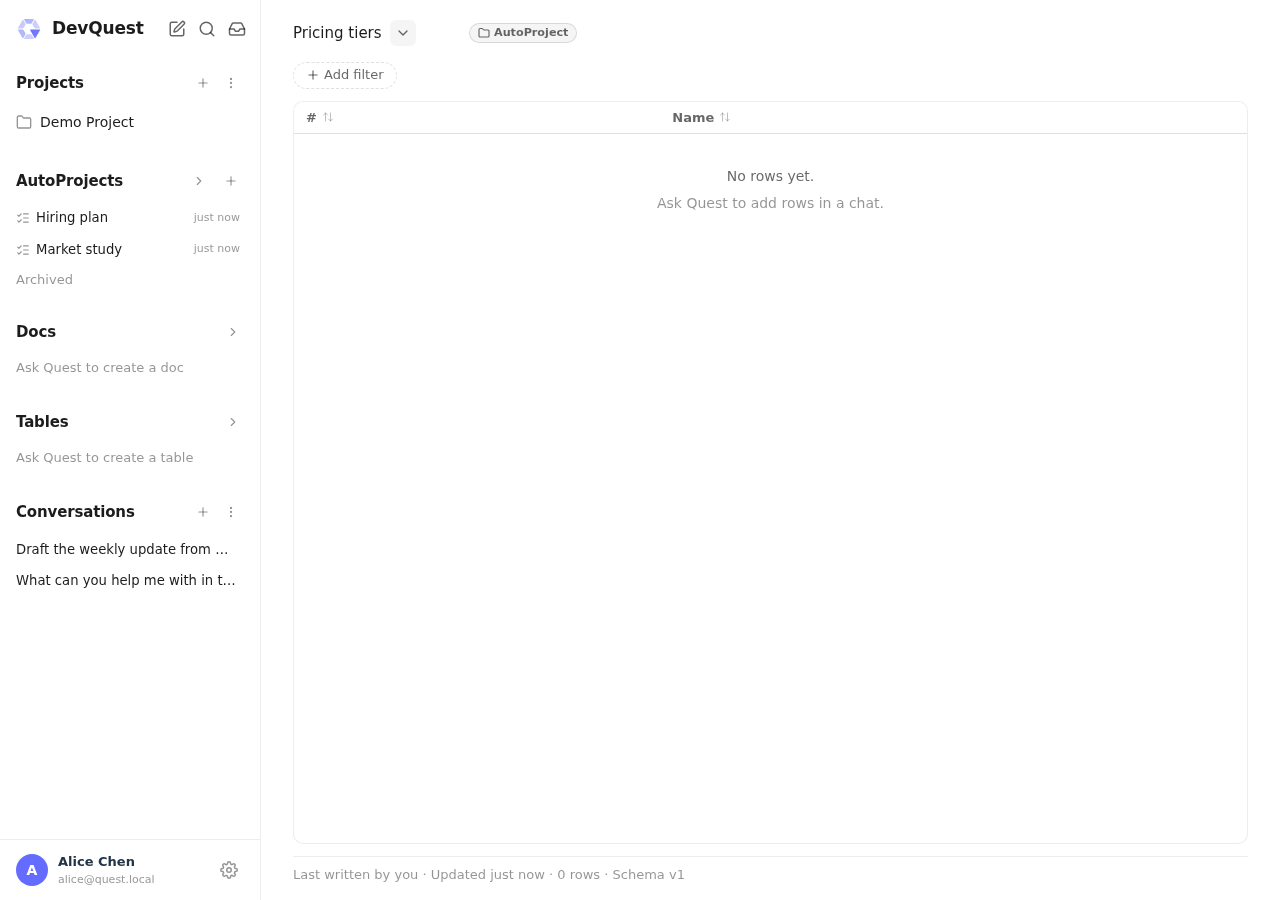 DevQuest
Projects
Demo Project
AutoProjects
Hiring plan just now
Market study just now
Archived
Docs
Ask Quest to create a doc
Tables
Ask Quest to create a table
Conversations
Draft the weekly update from ...
What can you help me with in t...
A
Alice Chen
alice@quest.local
Pricing tiers
AutoProject
Add filter
# Name
No rows yet.
Ask Quest to add rows in a chat.
Last written by you · Updated just now · 0 rows · Schema v1